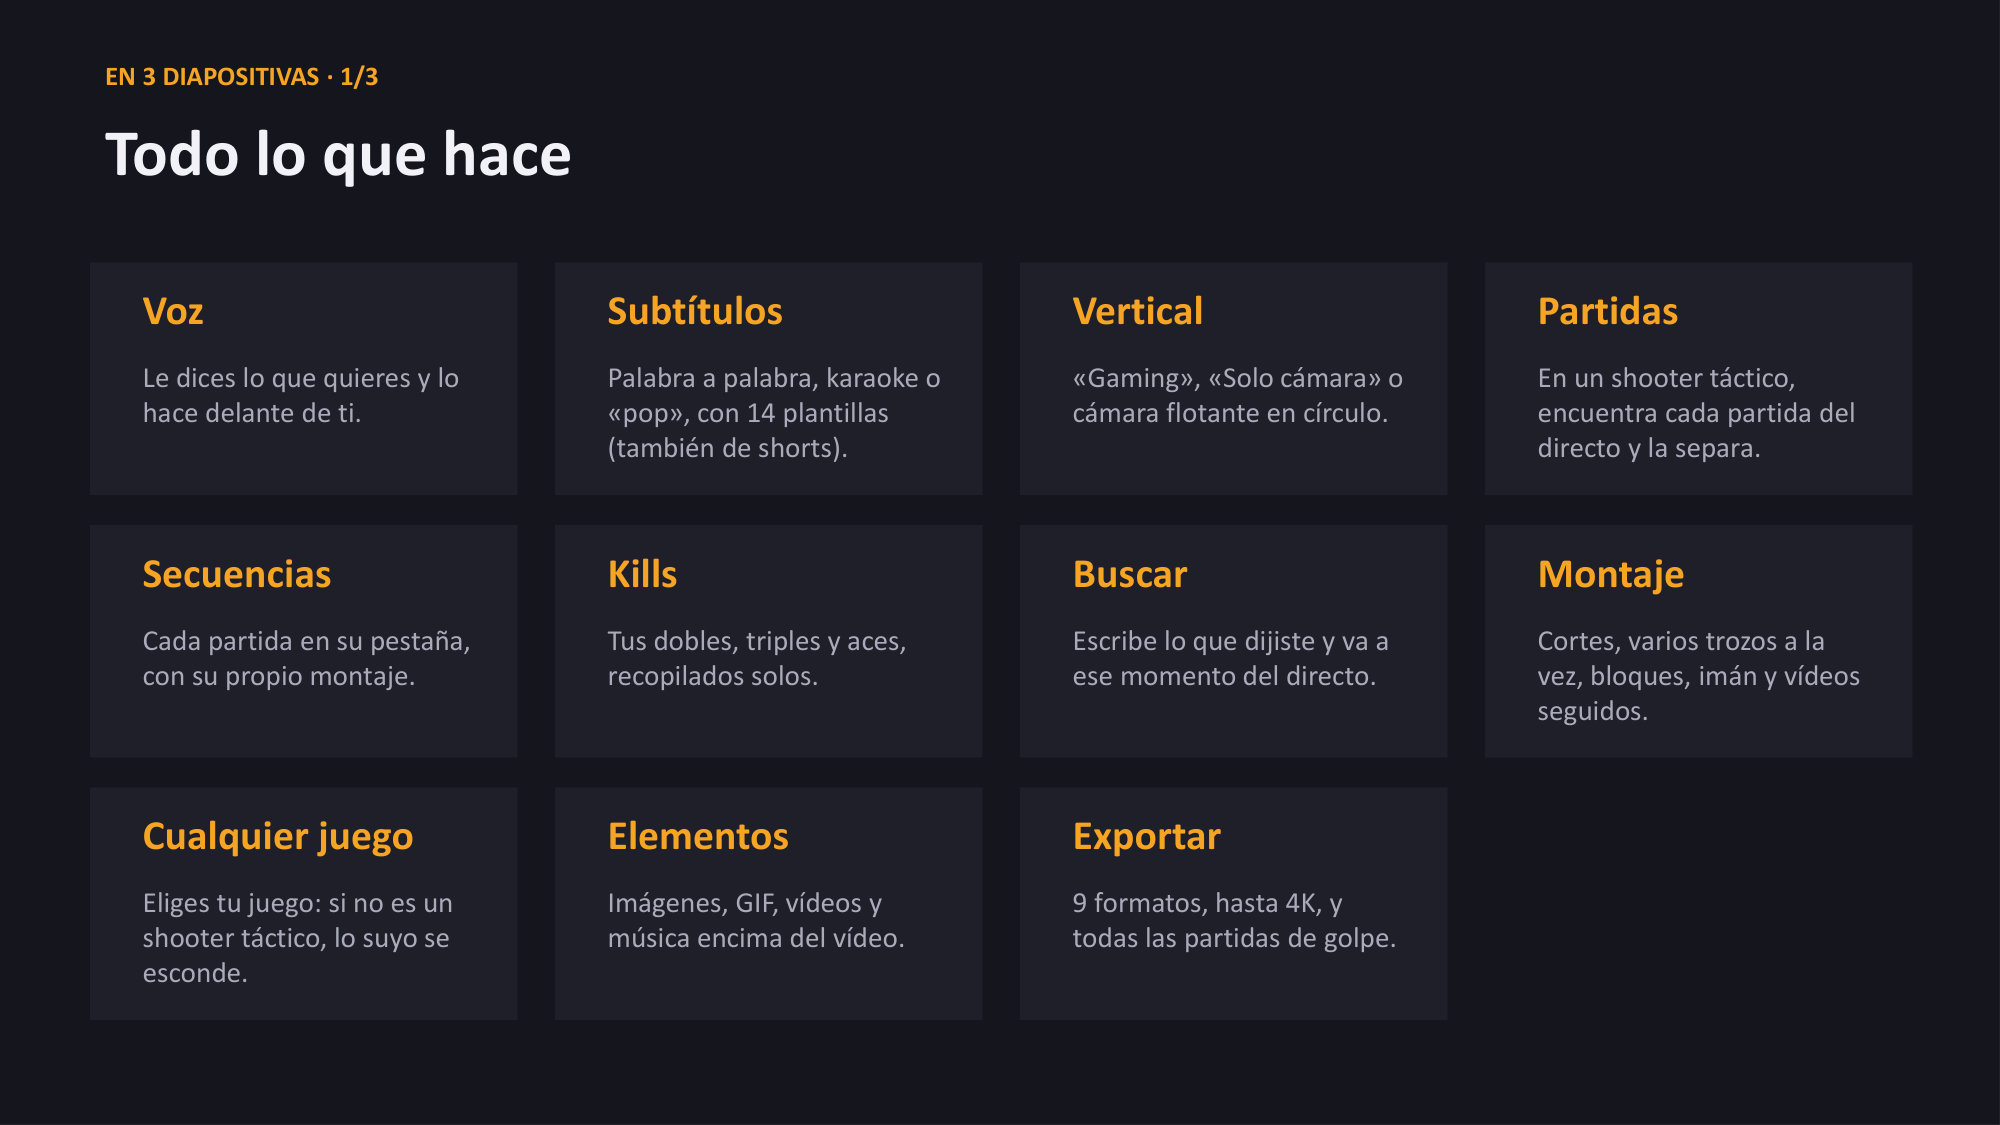 EN 3 DIAPOSITIVAS · 1/3
Todo lo que hace
Voz
Le dices lo que quieres y lo
hace delante de ti.
Subtítulos
Palabra a palabra, karaoke o
«pop», con 14 plantillas
(también de shorts).
Vertical
«Gaming», «Solo cámara» o
cámara flotante en círculo.
Partidas
En un shooter táctico,
encuentra cada partida del
directo y la separa.
Secuencias
Cada partida en su pestaña,
con su propio montaje.
Kills
Tus dobles, triples y aces,
recopilados solos.
Buscar
Escribe lo que dijiste y va a
ese momento del directo.
Montaje
Cortes, varios trozos a la
vez, bloques, imán y vídeos
seguidos.
Cualquier juego
Eliges tu juego: si no es un
shooter táctico, lo suyo se
esconde.
Elementos
Imágenes, GIF, vídeos y
música encima del vídeo.
Exportar
9 formatos, hasta 4K, y
todas las partidas de golpe.